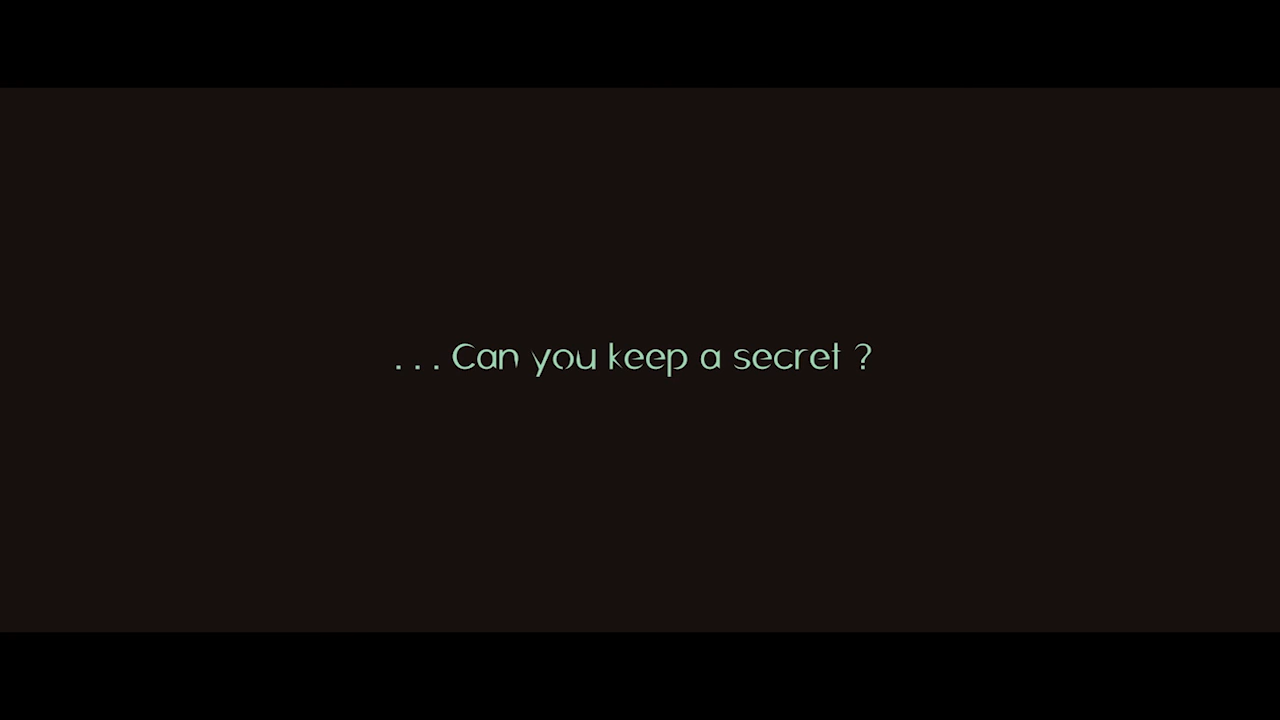 . . . Can you keep a secret ?